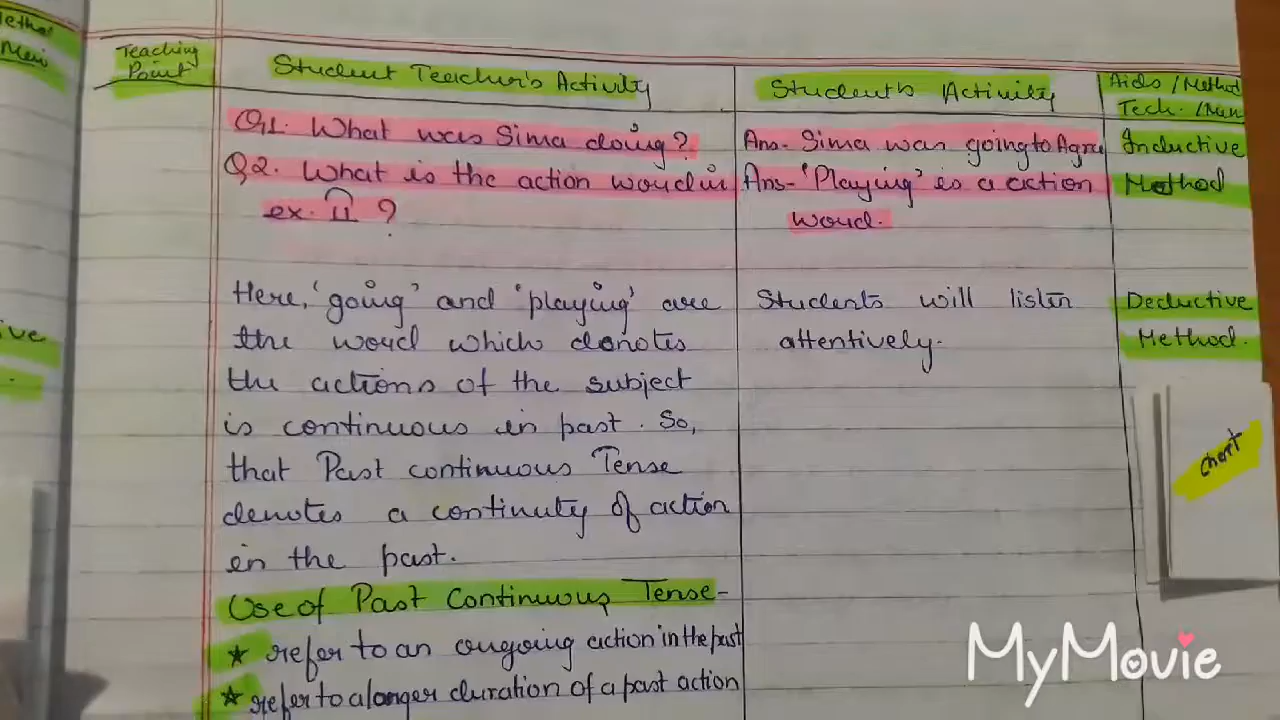 Teaching
Point
Student Teacher's Activity
Student's Activity
Aids / Method
Tech. /Man
Q1. What was Sima doing?
Ans- Sima was going to Agra
Inductive
Q2. What is the action word in
Ans- 'Playing' is a action
Method
ex. II ?
word.
Here, 'going' and 'playing' are
Students will listen
Deductive
the word which denotes
attentively.
Method.
the actions of the subject
is continuous in past. So,
that Past continuous Tense
Chart
denotes a continuty of action
in the past.
Use of Past Continuous Tense-
★ refer to an ongoing action in the past
★ refer to a longer duration of a past action
MyMovie